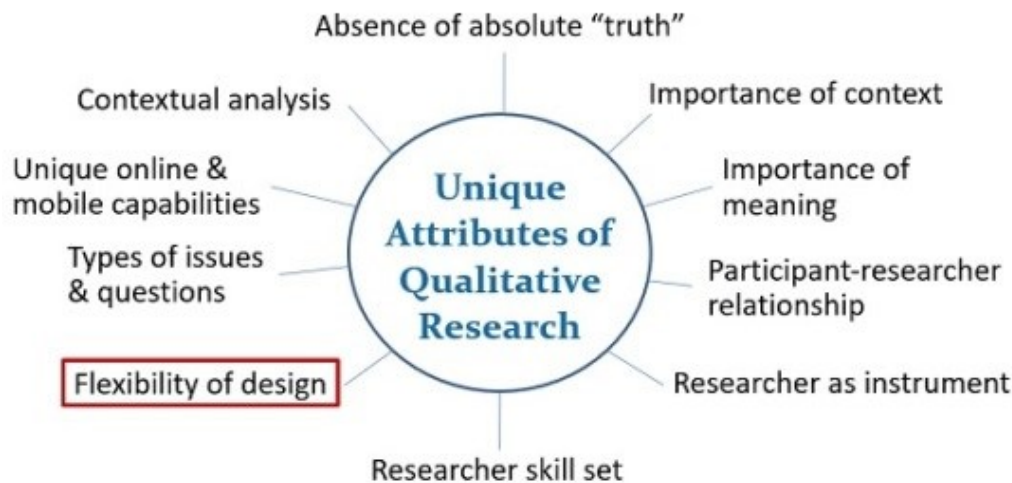 Absence of absolute “truth”
Importance of context
Importance of
meaning
Participant-researcher
relationship
Researcher as instrument
Researcher skill set
Flexibility of design
Types of issues
& questions
Unique online &
mobile capabilities
Contextual analysis
Unique
Attributes of
Qualitative
Research